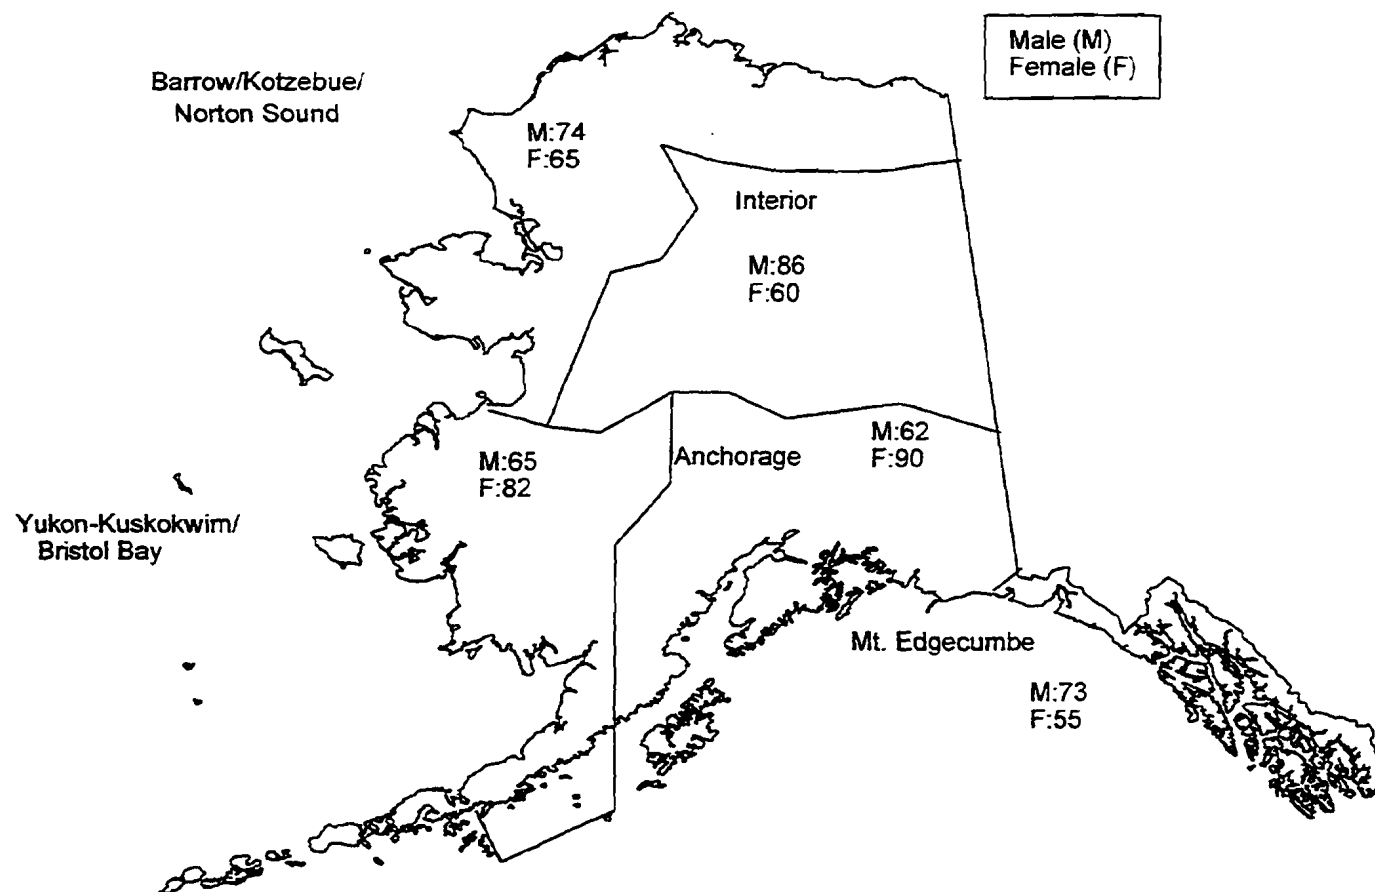 Male (M)
Female (F)
Barrow/Kotzebue/
Norton Sound
M:74
F:65
Interior
M:86
F:60
M:62
F:90
Anchorage
M:65
F:82
Yukon-Kuskokwim/
Bristol Bay
Mt. Edgecumbe
M:73
F:55